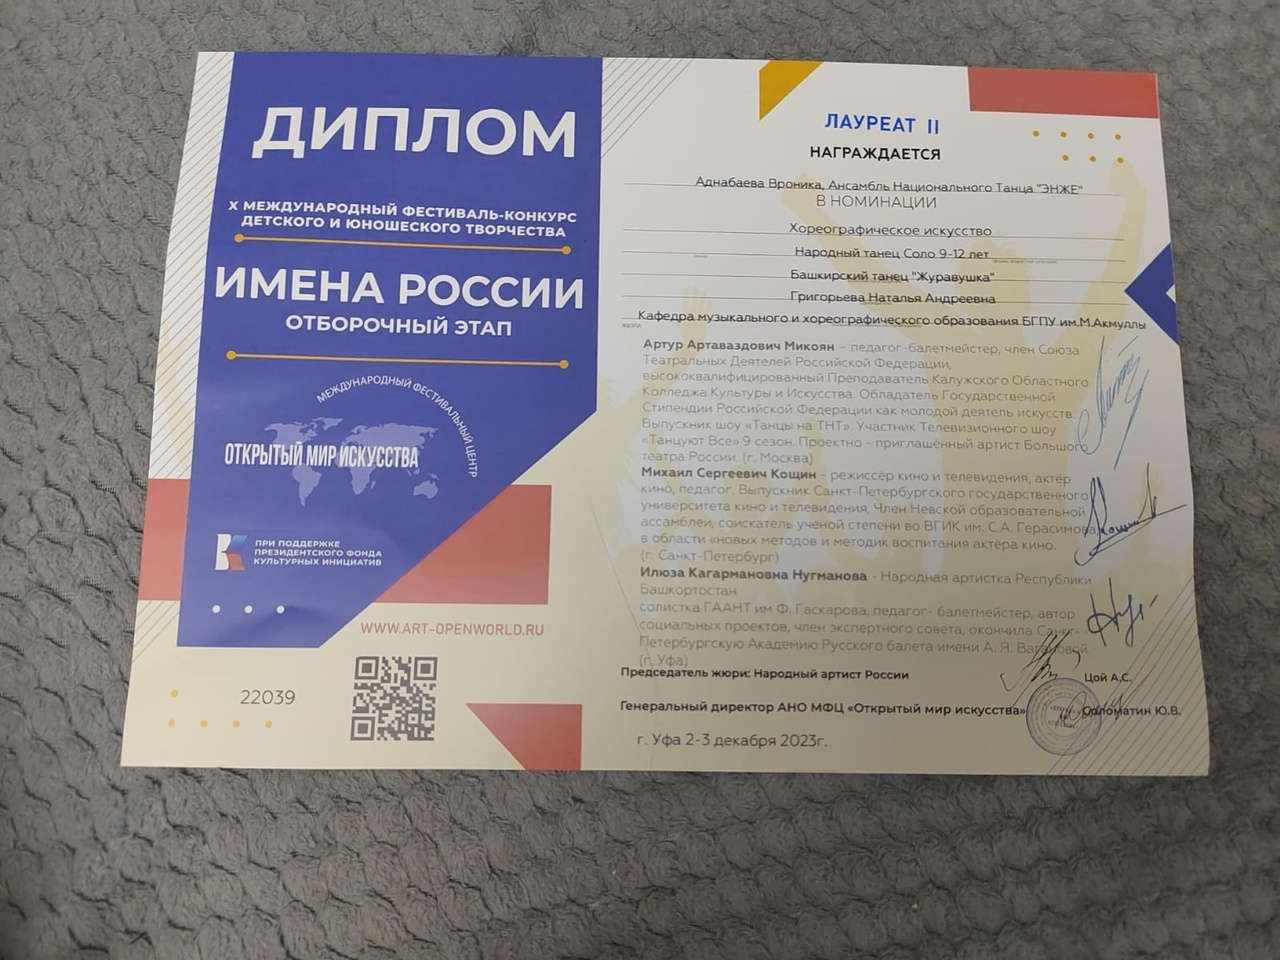 ДИПЛОМ
X МЕЖДУНАРОДНЫЙ ФЕСТИВАЛЬ-КОНКУРС
ДЕТСКОГО И ЮНОШЕСКОГО ТВОРЧЕСТВА
ИМЕНА РОССИИ
ОТБОРОЧНЫЙ ЭТАП
МЕЖДУНАРОДНЫЙ ФЕСТИВАЛЬНЫЙ ЦЕНТР
ОТКРЫТЫЙ МИР ИСКУССТВА
ПРИ ПОДДЕРЖКЕ
ПРЕЗИДЕНТСКОГО ФОНДА
КУЛЬТУРНЫХ ИНИЦИАТИВ
WWW.ART-OPENWORLD.RU
22039
ЛАУРЕАТ II
НАГРАЖДАЕТСЯ
Аднабаева Вроника, Ансамбль Национального Танца "ЭНЖЕ"
В НОМИНАЦИИ
Хореографическое искусство
Народный танец Соло 9-12 лет
Башкирский танец "Журавушка"
Григорьева Наталья Андреевна
Кафедра музыкального и хореографического образования БГПУ им.М.Акмуллы
ЖЮРИ:
Артур Артаваздович Микоян – педагог-балетмейстер, член Союза
Театральных Деятелей Российской Федерации,
высококвалифицированный Преподаватель Калужского Областного
Колледжа Культуры и Искусства. Обладатель Государственной
Стипендии Российской Федерации как молодой деятель искусств.
Выпускник шоу «Танцы на ТНТ». Участник Телевизионного шоу
«Танцуют Все» 9 сезон. Проектно - приглашённый артист Большого
театра России. (г. Москва)
Михаил Сергеевич Кощин - режиссёр кино и телевидения, актёр
кино, педагог. Выпускник Санкт-Петербургского государственного
университета кино и телевидения, Член Невской образовательной
ассамблеи, соискатель ученой степени во ВГИК им. С.А. Герасимова
в области «новых методов и методик воспитания актёра кино.
(г. Санкт-Петербург)
Илюза Кагармановна Нугманова - Народная артистка Республики
Башкортостан
солистка ГААНТ им Ф. Гаскарова, педагог- балетмейстер, автор
социальных проектов, член экспертного совета, окончила Санкт-
Петербургскую Академию Русского балета имени А. Я. Вагановой
(г. Уфа)
Председатель жюри: Народный артист России Цой А.С.
Генеральный директор АНО МФЦ «Открытый мир искусства» Соломатин Ю.В.
г. Уфа 2-3 декабря 2023г.